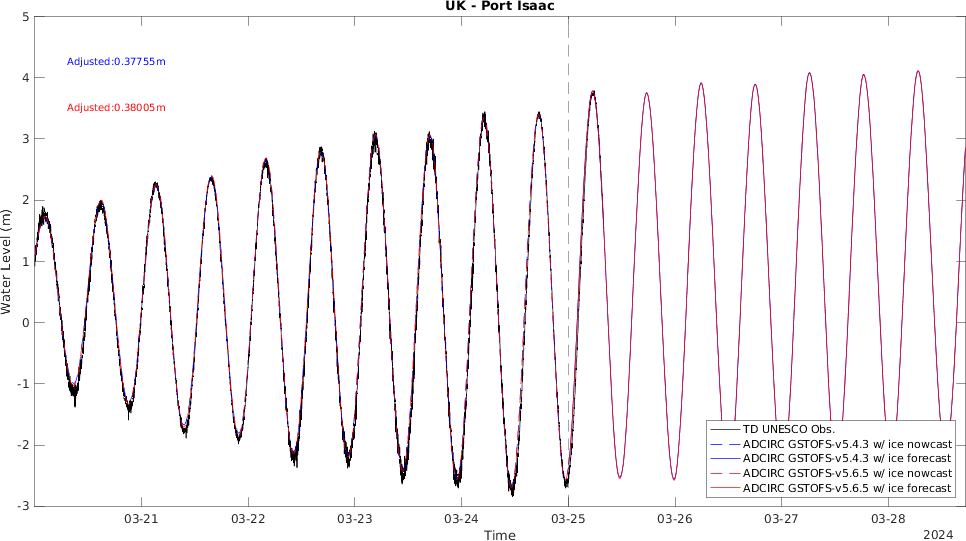 UK - Port Isaac
5
4
3
2
1
0
-1
-2
-3
Water Level (m)
Adjusted:0.37755m
Adjusted:0.38005m
TD UNESCO Obs.
ADCIRC GSTOFS-v5.4.3 w/ ice nowcast
ADCIRC GSTOFS-v5.4.3 w/ ice forecast
ADCIRC GSTOFS-v5.6.5 w/ ice nowcast
ADCIRC GSTOFS-v5.6.5 w/ ice forecast
03-21 03-22 03-23 03-24 03-25 03-26 03-27 03-28
Time
2024